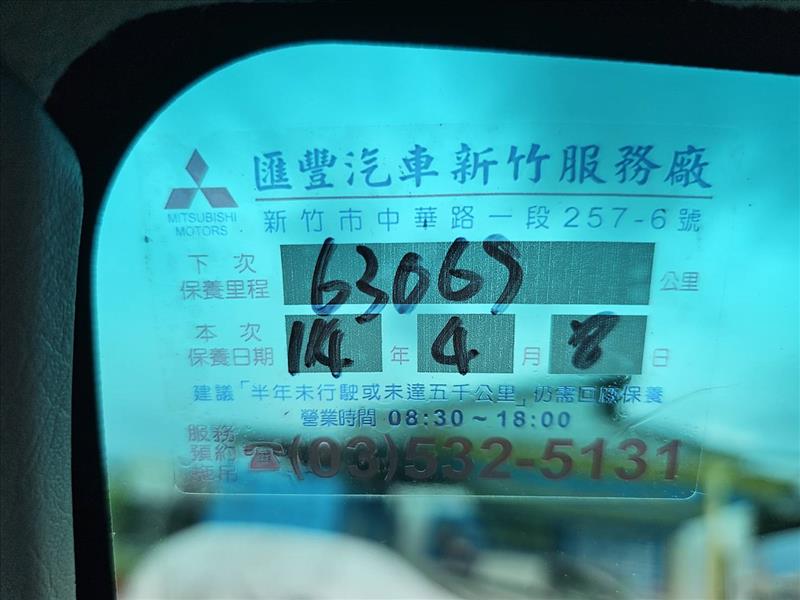 匯豐汽車新竹服務廠
MITSUBISHI
MOTORS
新竹市中華路一段257-6號
下次
保養里程 63069 公里
本次
保養日期 114 年 4 月 8 日
建議「半年未行駛或未達五千公里」仍需回廠保養
營業時間 08:30~18:00
服務
預約
專用 ☎(03)532-5131